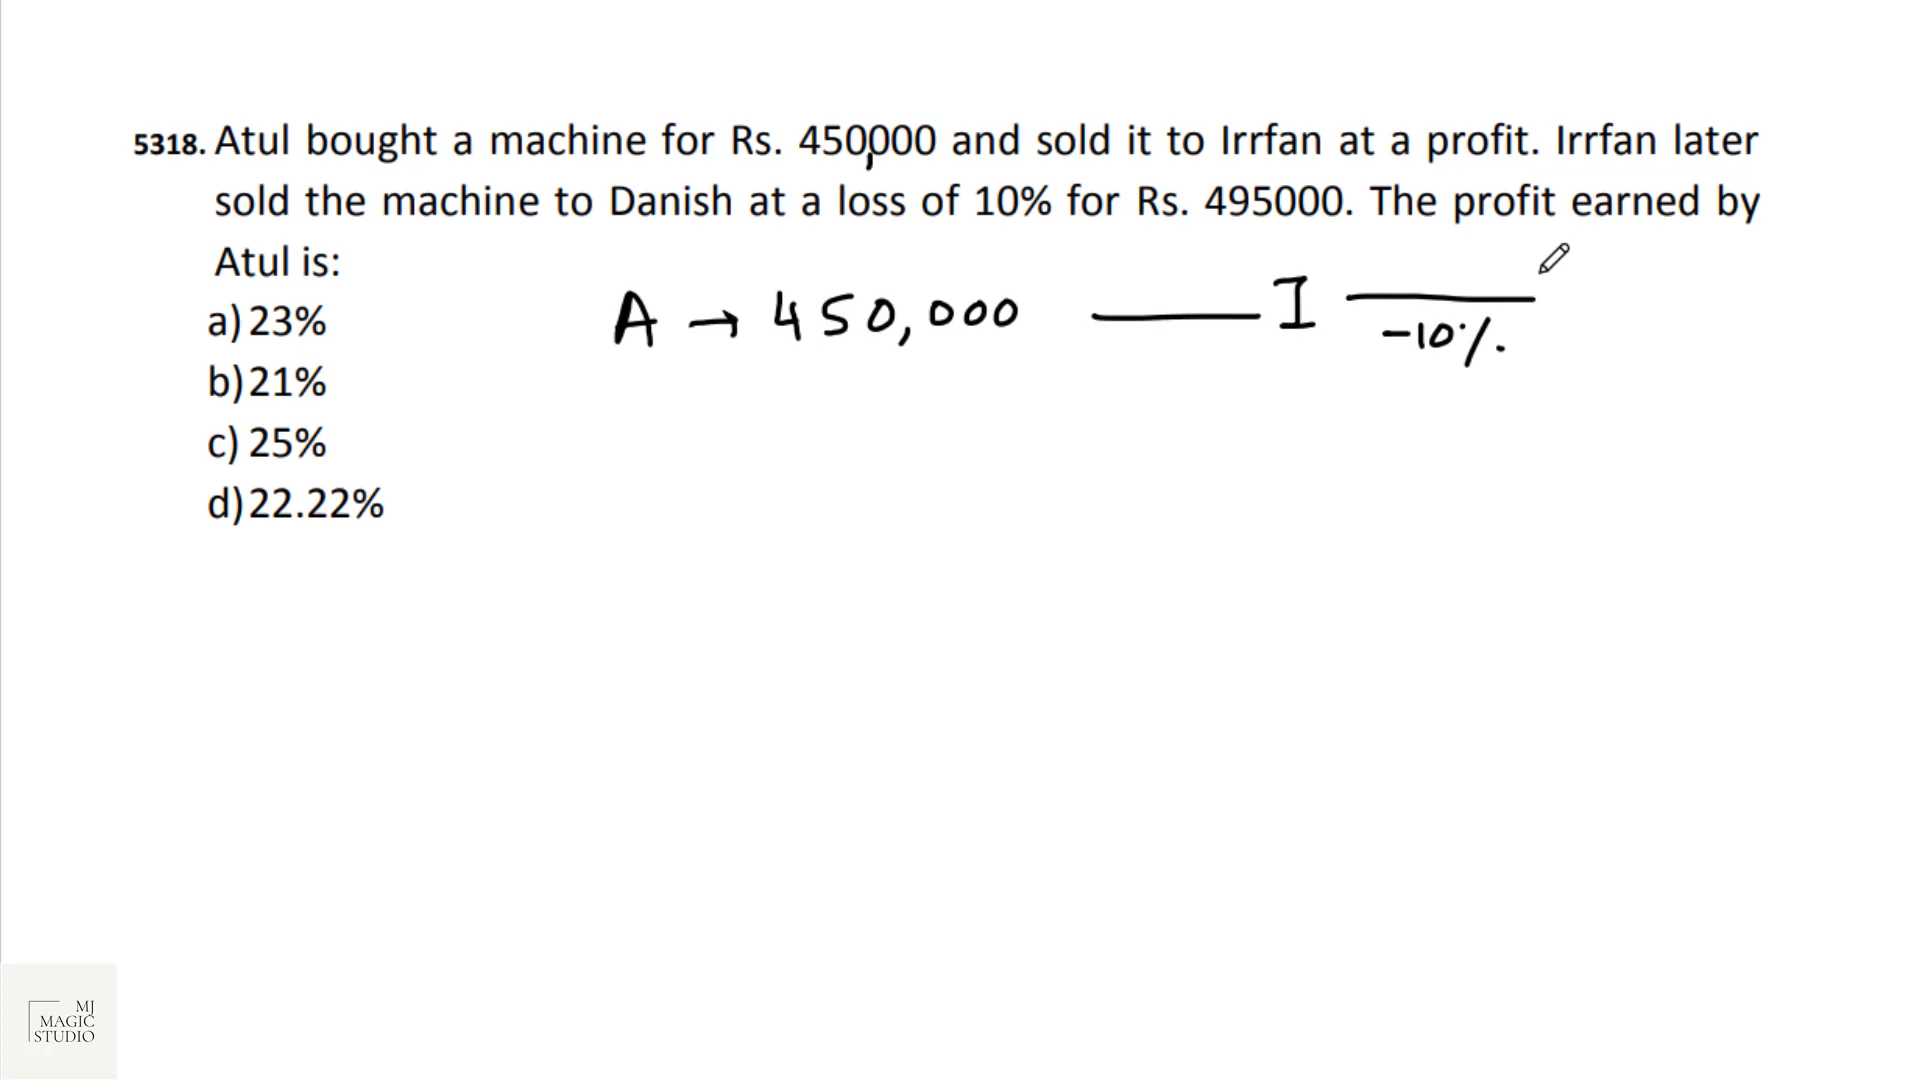 5318. Atul bought a machine for Rs. 450,000 and sold it to Irrfan at a profit. Irrfan later
sold the machine to Danish at a loss of 10% for Rs. 495000. The profit earned by
Atul is:
a) 23%
b) 21%
c) 25%
d) 22.22%
A → 450,000 —— I ——
-10%.
MJ
MAGIC
STUDIO